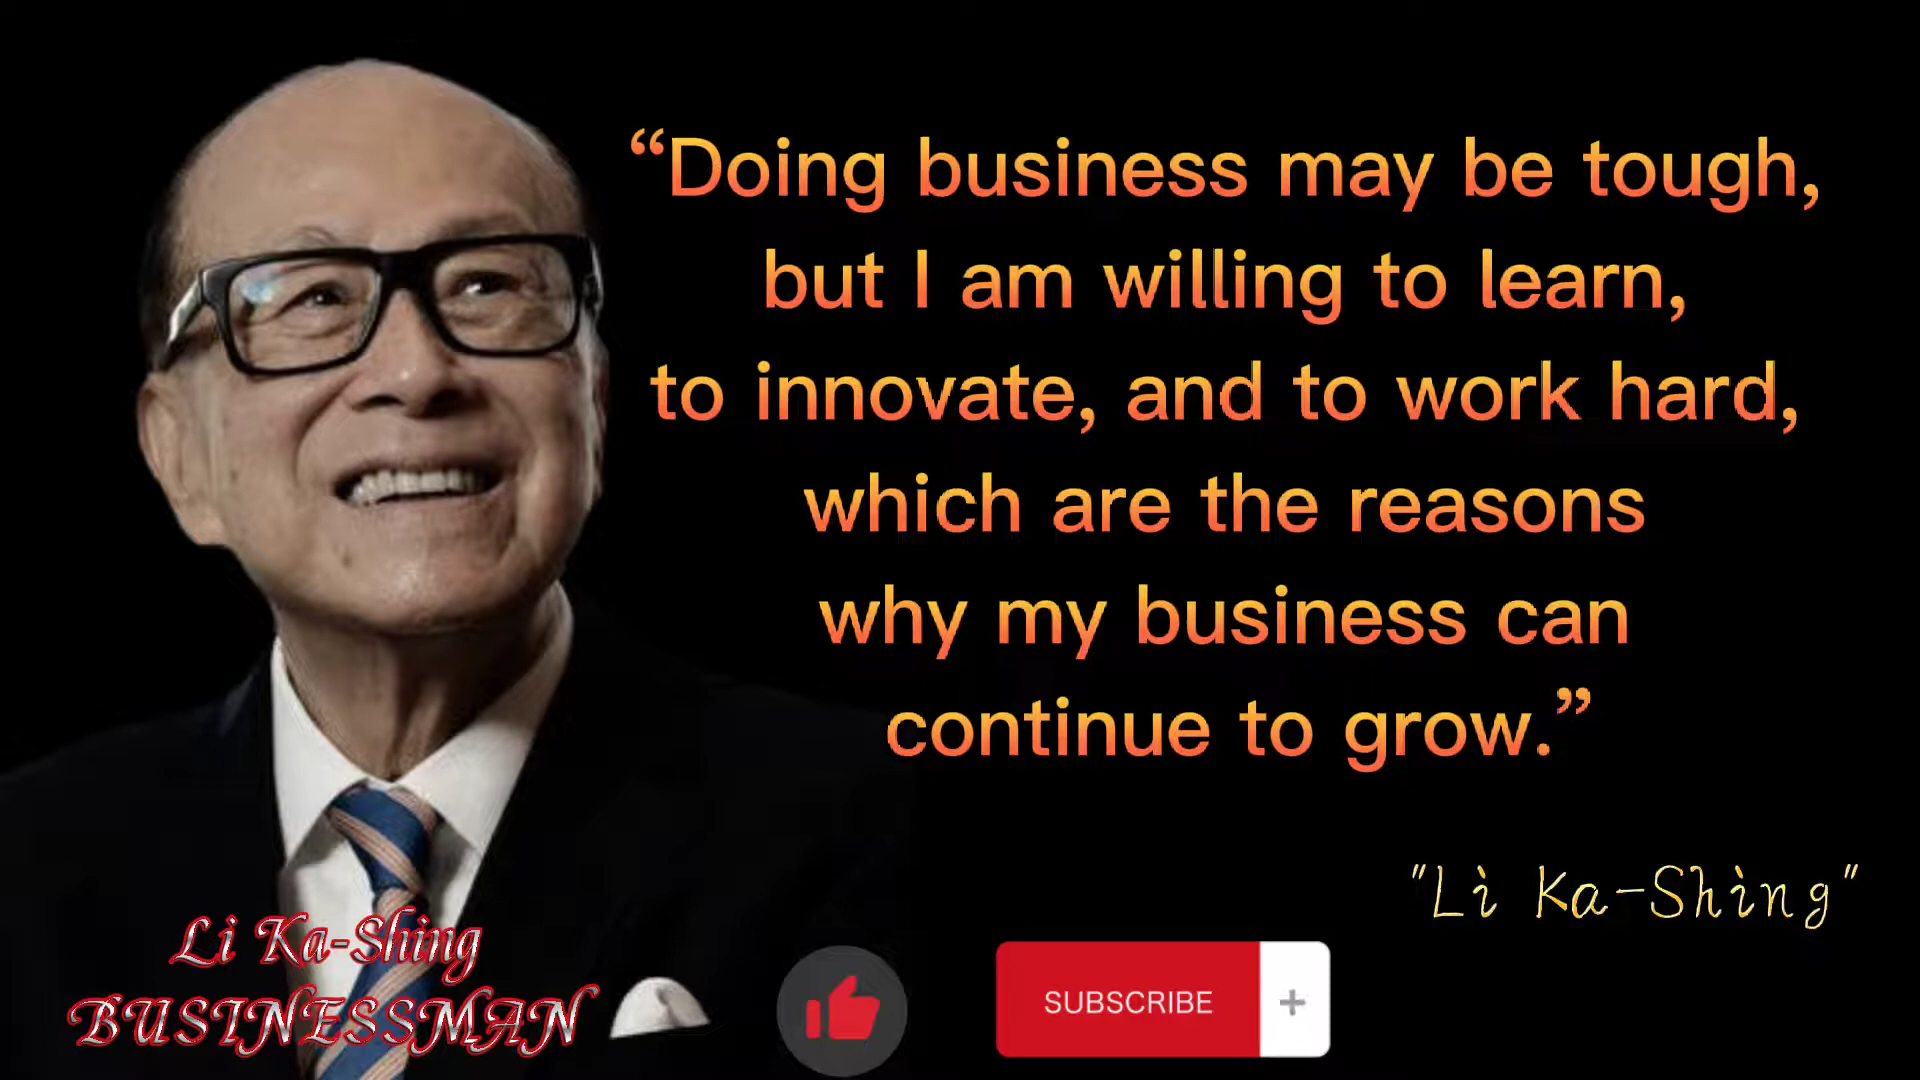 “Doing business may be tough,
but I am willing to learn,
to innovate, and to work hard,
which are the reasons
why my business can
continue to grow.”
"Li Ka-Shing"
Li Ka-Shing
BUSINESSMAN
SUBSCRIBE +